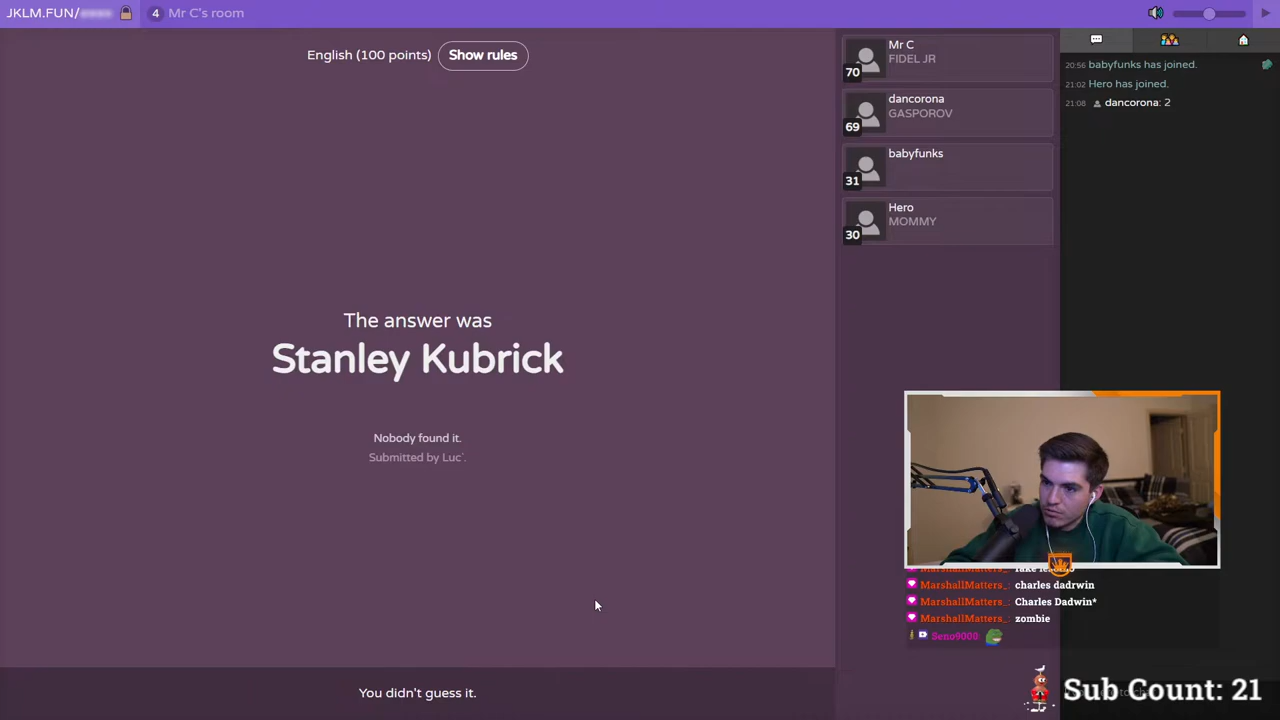 JKLM.FUN/
4 Mr C's room
English (100 points) Show rules
The answer was
Stanley Kubrick
Nobody found it.
Submitted by Luc`.
You didn't guess it.
Mr C
FIDEL JR
70
dancorona
GASPOROV
69
babyfunks
31
Hero
MOMMY
30
20:56 babyfunks has joined.
21:02 Hero has joined.
21:08 dancorona: 2
MarshallMatters_:
MarshallMatters_: charles dadrwin
MarshallMatters_: Charles Dadwin*
MarshallMatters_: zombie
Seno9000
Sub Count: 21